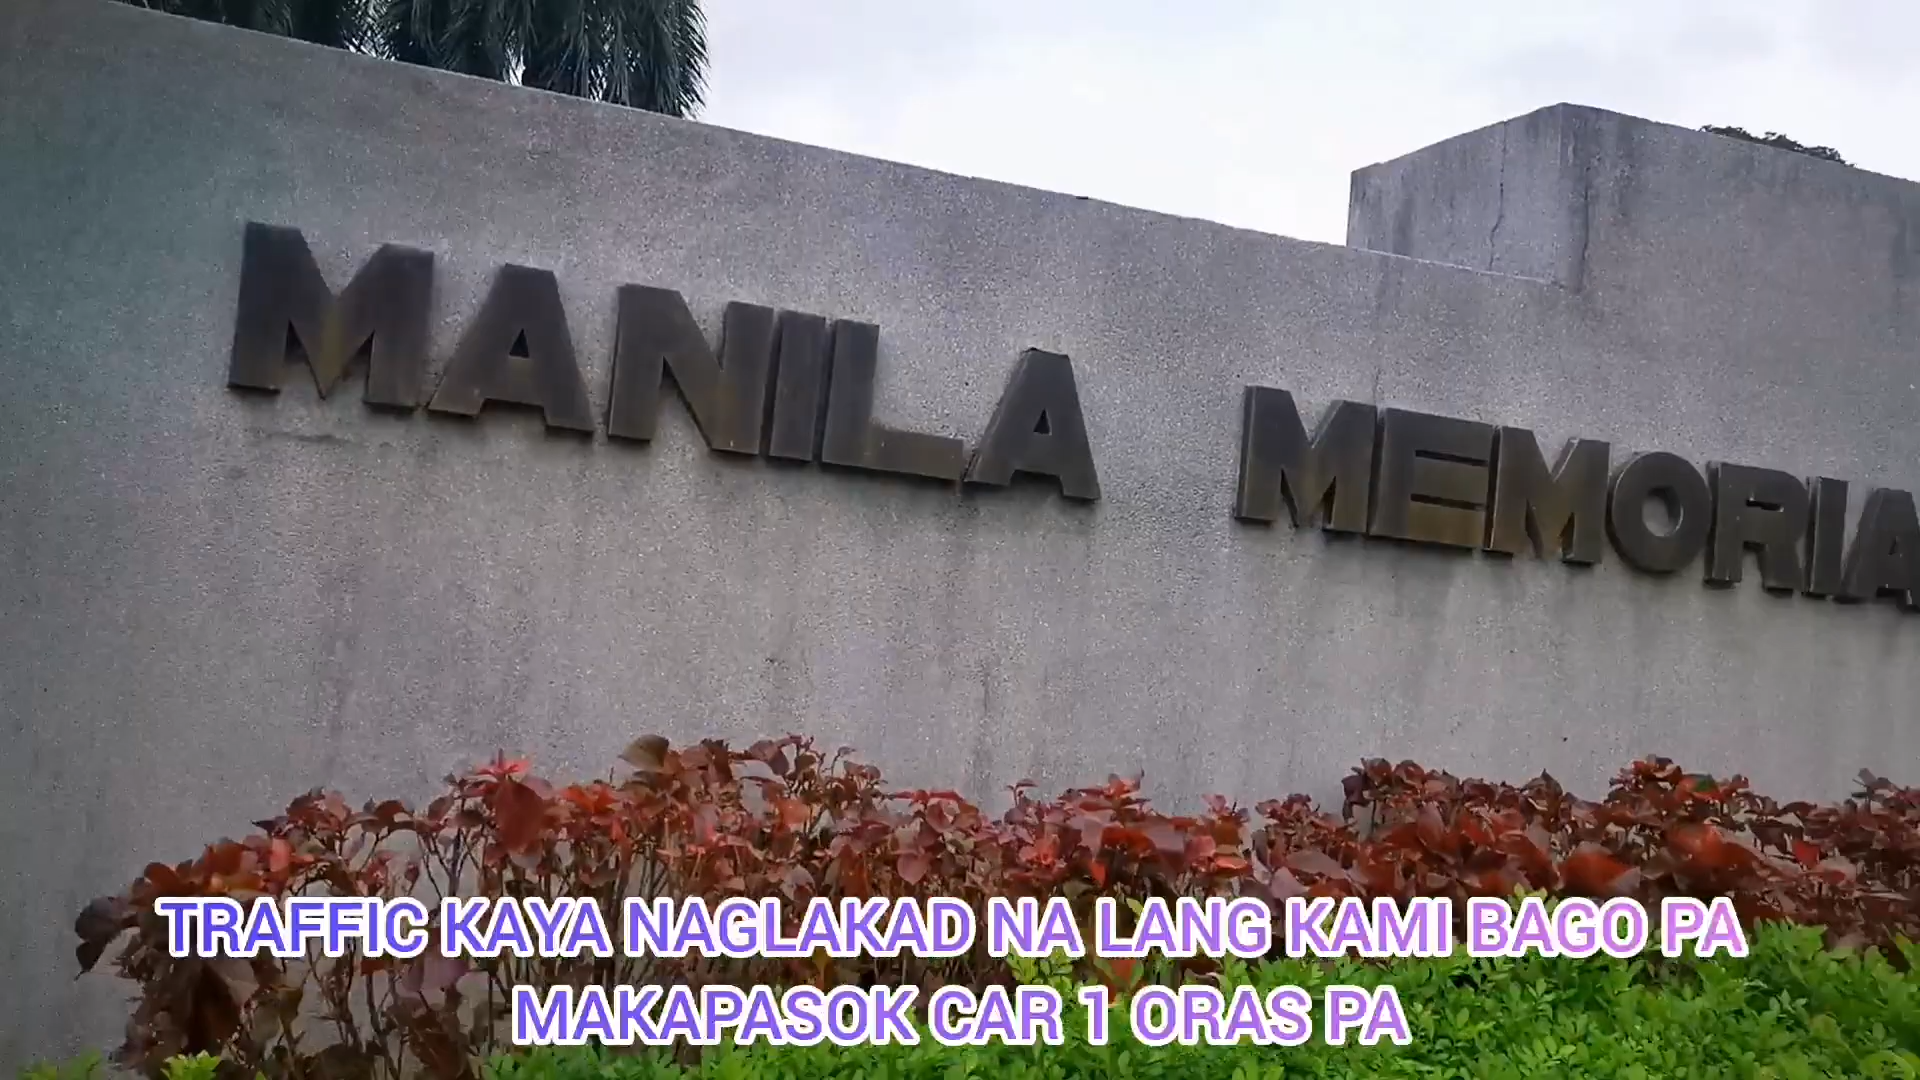 MANILA MEMORIA
TRAFFIC KAYA NAGLAKAD NA LANG KAMI BAGO PA
MAKAPASOK CAR 1 ORAS PA